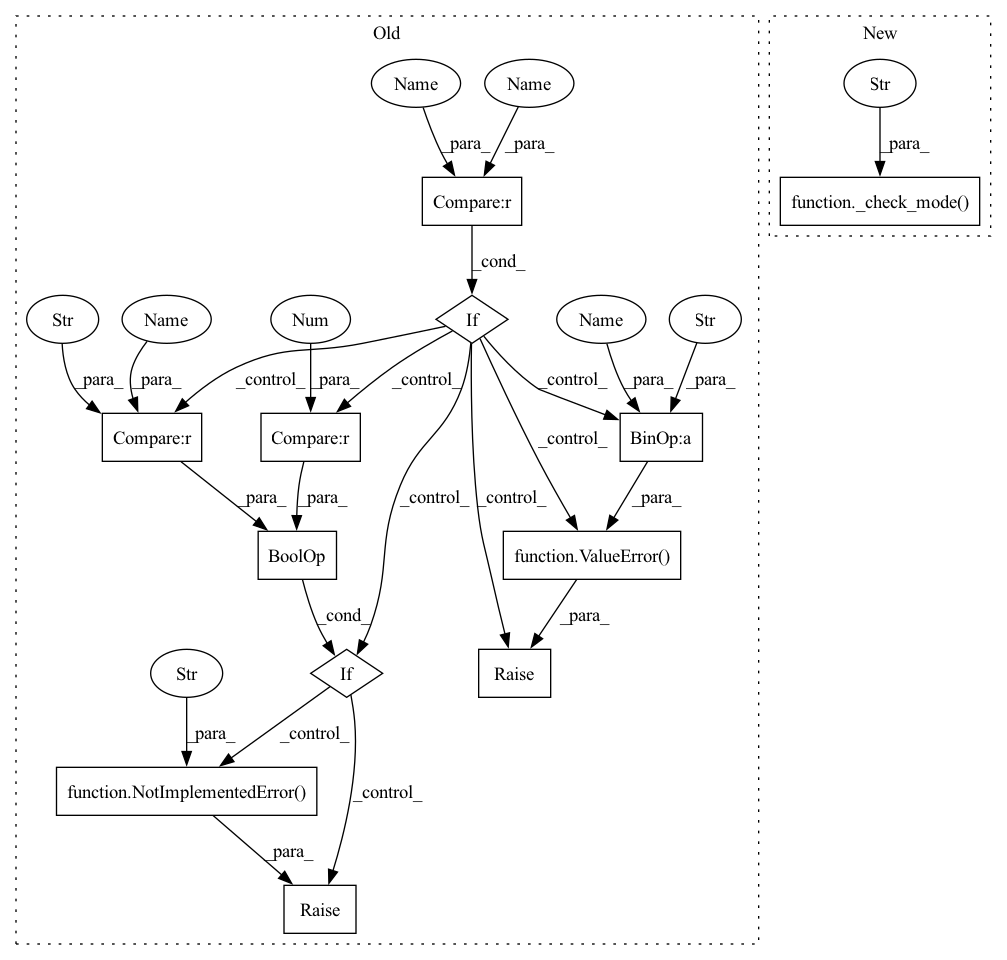 Old
New
Name
Name
Str
_para_
_para_
_para_
Compare:r
function._check_mode()
_cond_
Str
Name
Num
If
Name
Str
_para_
_para_
_control_
_para_
_control_
_control_
_para_
_para_
Compare:r
Compare:r
BinOp:a
_control_
_para_
_para_
_control_
_control_
_para_
BoolOp
function.ValueError()
_cond_
_para_
Str
If
Raise
_para_
_control_
function.NotImplementedError()
_control_
_para_
Raise